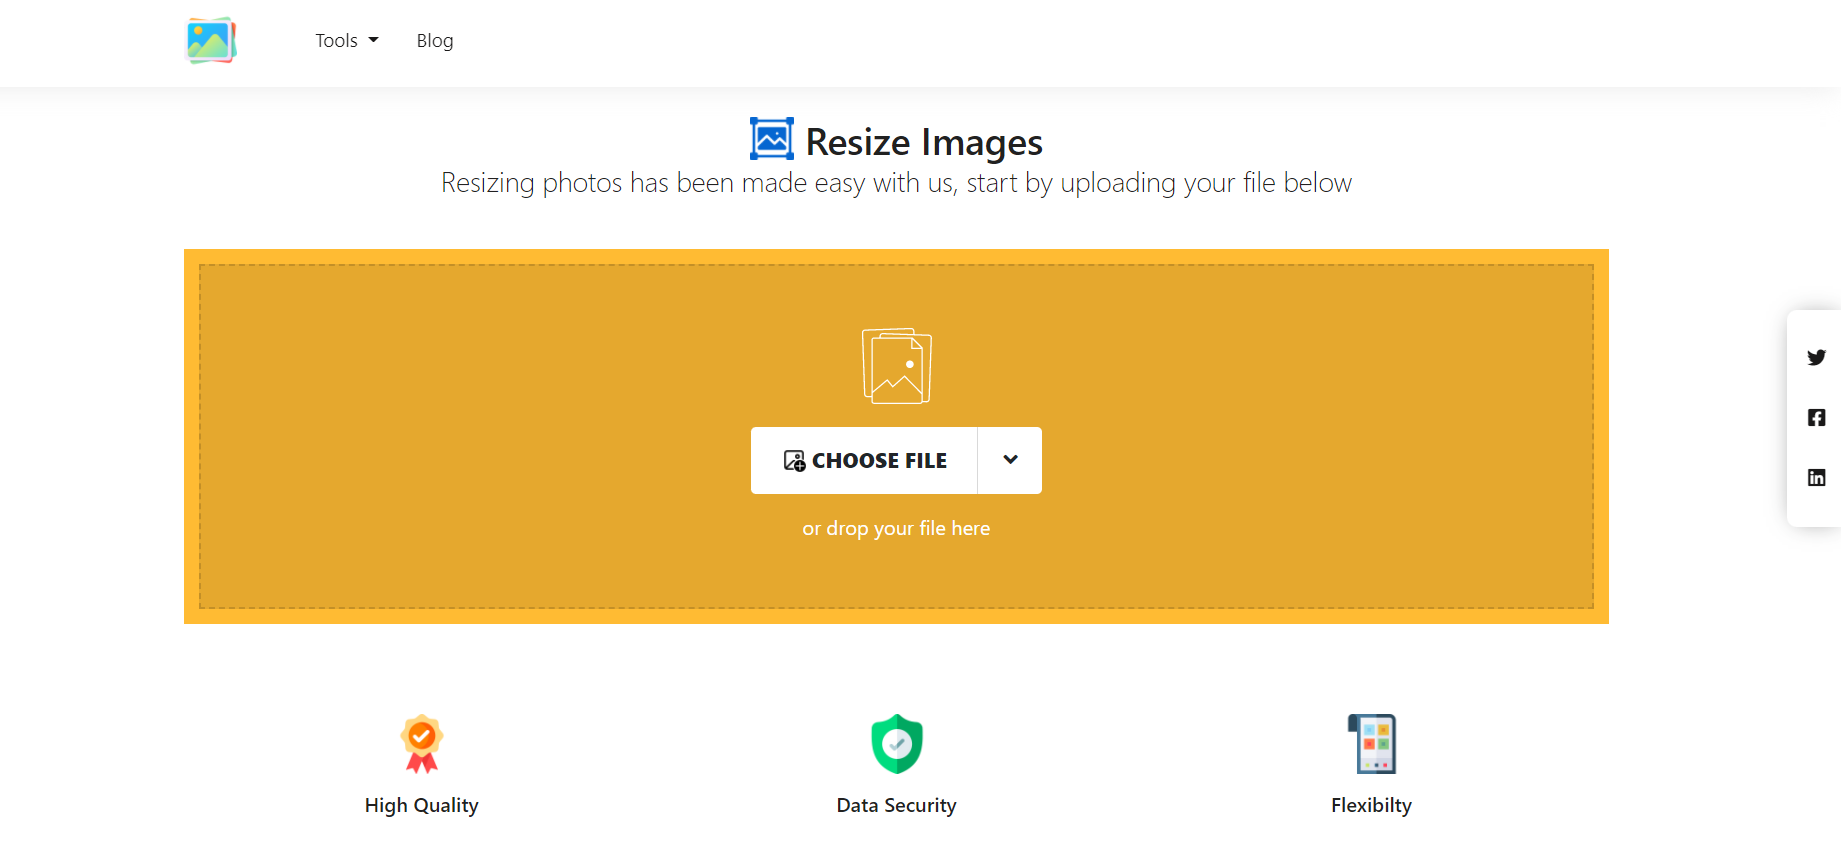 Tools
Blog
Resize Images
Resizing photos has been made easy with us, start by uploading your file below
CHOOSE FILE
or drop your file here
High Quality
Data Security
Flexibilty